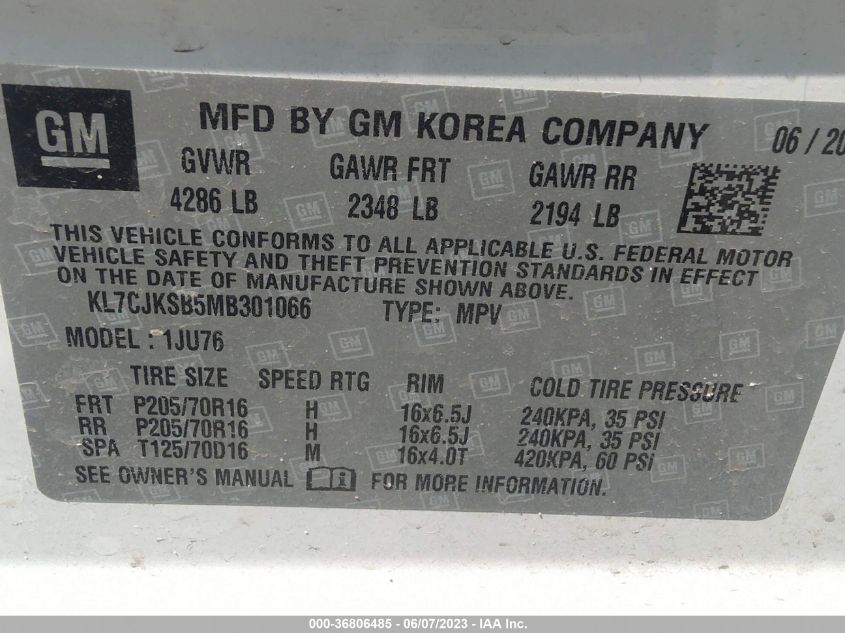 GM MFD BY GM KOREA COMPANY 06 / 20
GVWR GAWR FRT GAWR RR
4286 LB 2348 LB 2194 LB
THIS VEHICLE CONFORMS TO ALL APPLICABLE U.S. FEDERAL MOTOR
VEHICLE SAFETY AND THEFT PREVENTION STANDARDS IN EFFECT
ON THE DATE OF MANUFACTURE SHOWN ABOVE.
KL7CJKSB5MB301066 TYPE: MPV
MODEL : 1JU76
TIRE SIZE SPEED RTG RIM COLD TIRE PRESSURE
FRT P205/70R16 H 16x6.5J 240KPA, 35 PSI
RR P205/70R16 H 16x6.5J 240KPA, 35 PSI
SPA T125/70D16 M 16x4.0T 420KPA, 60 PSI
SEE OWNER'S MANUAL FOR MORE INFORMATION.
000-36806485 - 06/07/2023 - IAA Inc.